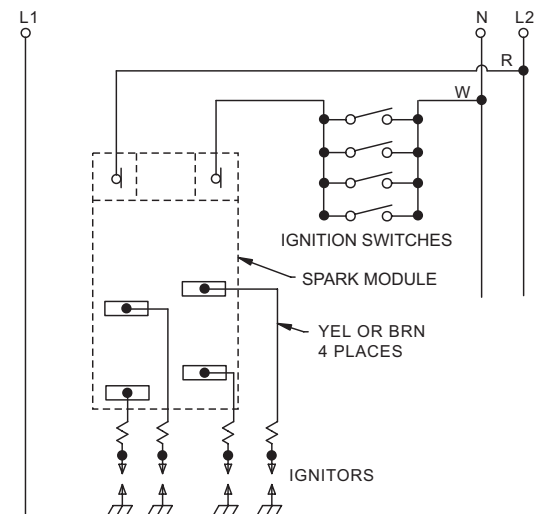 L1
N
L2
R
W
IGNITION SWITCHES
SPARK MODULE
YEL OR BRN
4 PLACES
IGNITORS